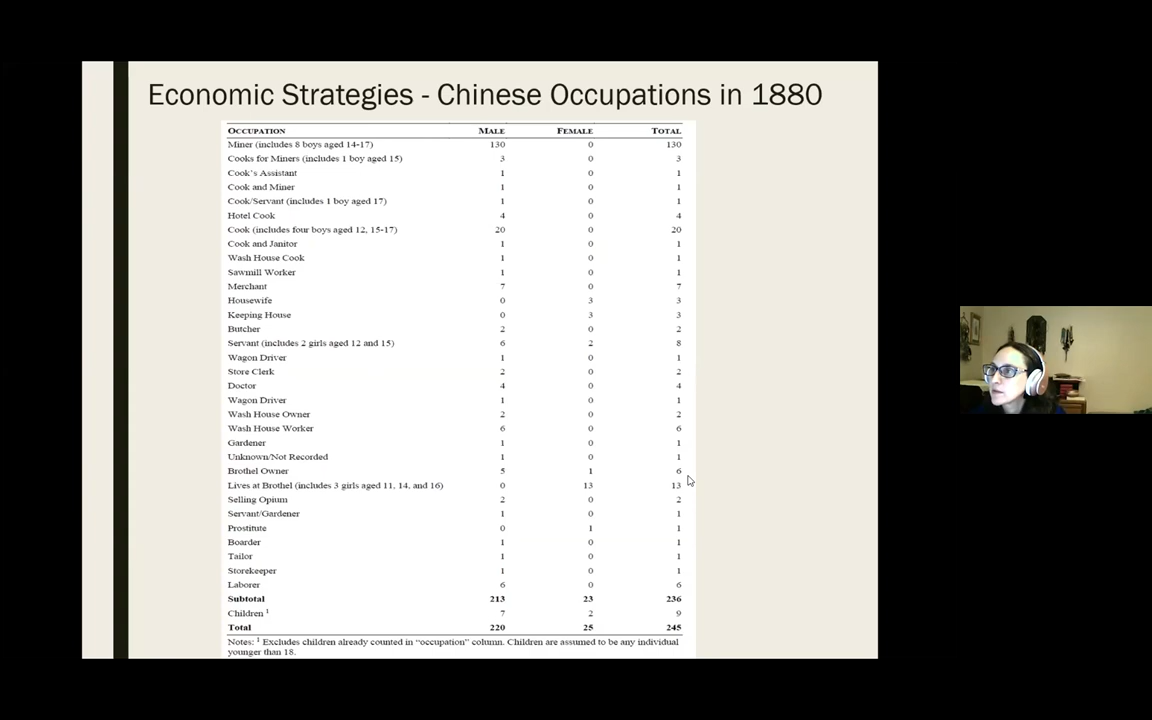 Economic Strategies - Chinese Occupations in 1880
OCCUPATION MALE FEMALE TOTAL
Miner (includes 8 boys aged 14-17) 130 0 130
Cooks for Miners (includes 1 boy aged 15) 3 0 3
Cook's Assistant 1 0 1
Cook and Miner 1 0 1
Cook/Servant (includes 1 boy aged 17) 1 0 1
Hotel Cook 4 0 4
Cook (includes four boys aged 12, 15-17) 20 0 20
Cook and Janitor 1 0 1
Wash House Cook 1 0 1
Sawmill Worker 1 0 1
Merchant 7 0 7
Housewife 0 3 3
Keeping House 0 3 3
Butcher 2 0 2
Servant (includes 2 girls aged 12 and 15) 6 2 8
Wagon Driver 1 0 1
Store Clerk 2 0 2
Doctor 4 0 4
Wagon Driver 1 0 1
Wash House Owner 2 0 2
Wash House Worker 6 0 6
Gardener 1 0 1
Unknown/Not Recorded 1 0 1
Brothel Owner 5 1 6
Lives at Brothel (includes 3 girls aged 11, 14, and 16) 0 13 13
Selling Opium 2 0 2
Servant/Gardener 1 0 1
Prostitute 0 1 1
Boarder 1 0 1
Tailor 1 0 1
Storekeeper 1 0 1
Laborer 6 0 6
Subtotal 213 23 236
Children 1 7 2 9
Total 220 25 245
Notes: 1 Excludes children already counted in "occupation" column. Children are assumed to be any individual
younger than 18.